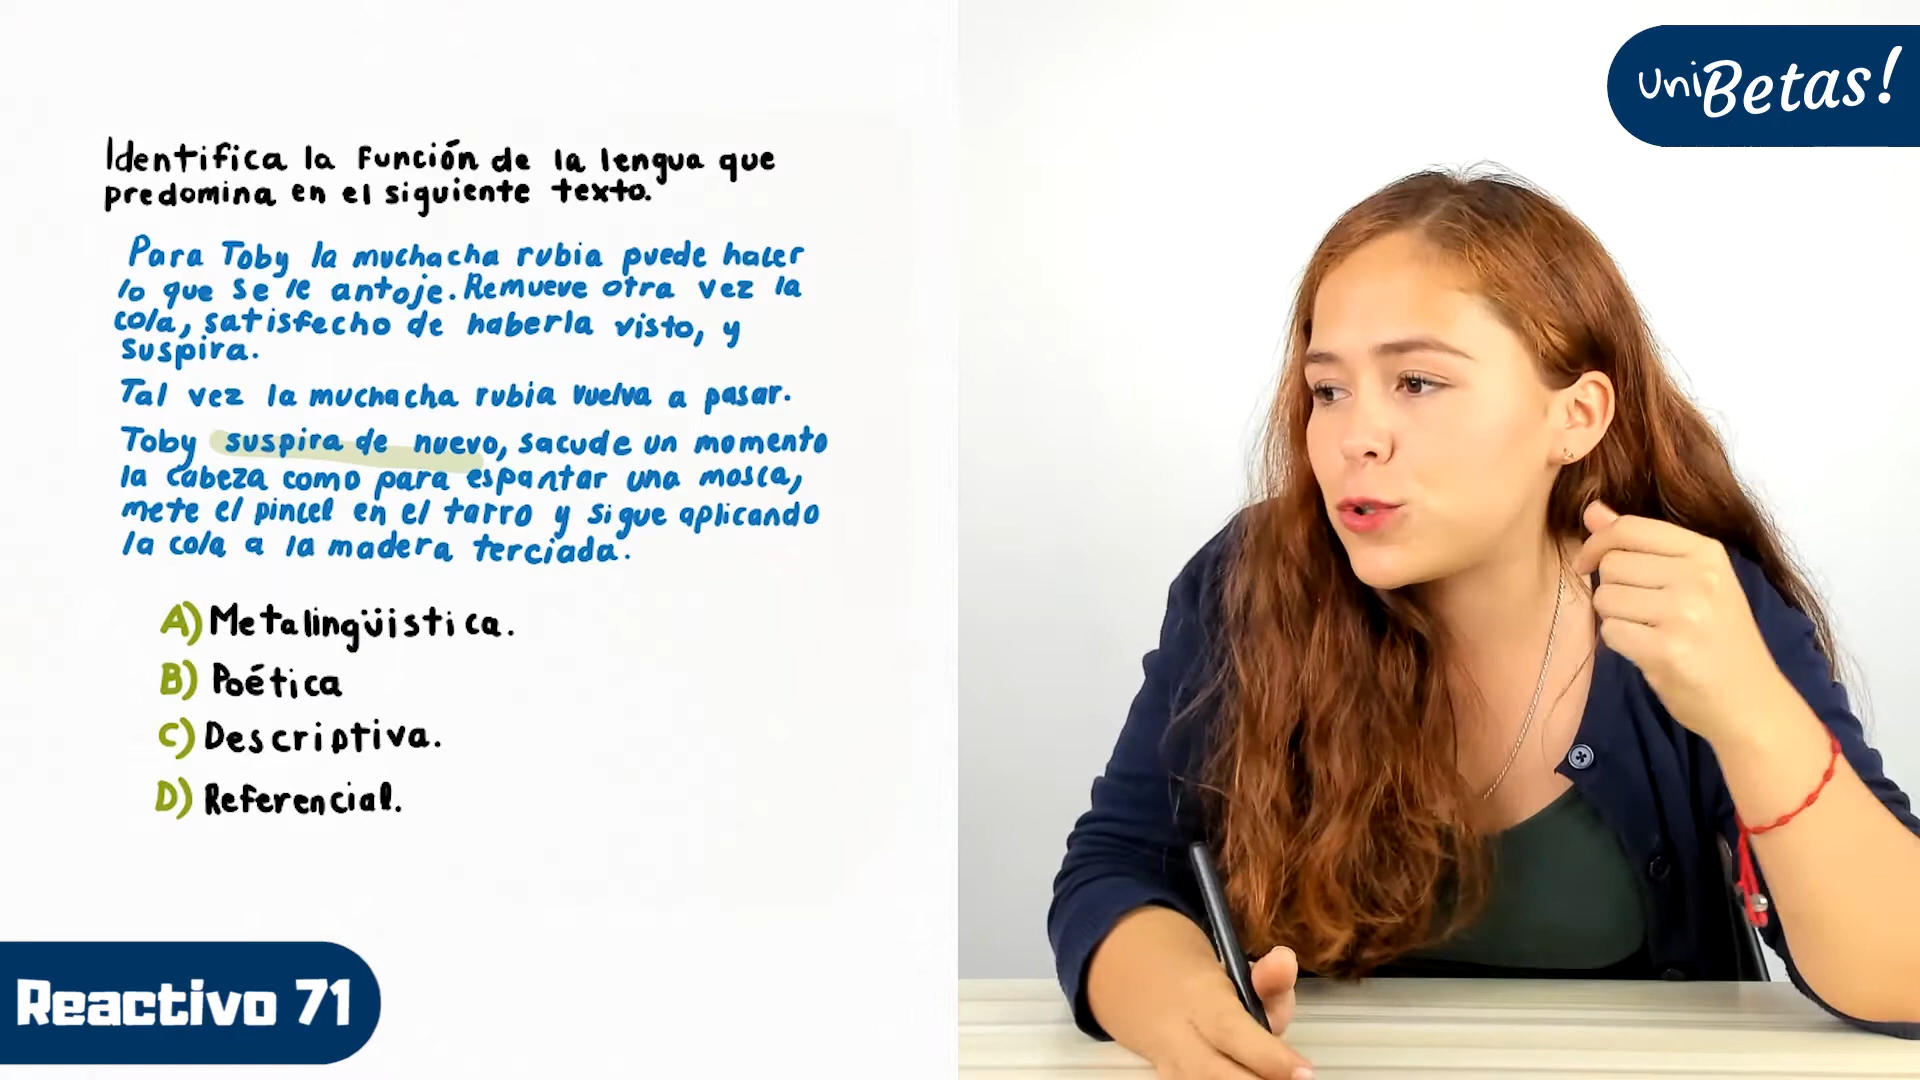 uniBetas!
Identifica la función de la lengua que
predomina en el siguiente texto.
Para Toby la muchacha rubia puede hacer
lo que se le antoje. Remueve otra vez la
cola, satisfecho de haberla visto, y
suspira.
Tal vez la muchacha rubia vuelva a pasar.
Toby suspira de nuevo, sacude un momento
la cabeza como para espantar una mosca,
mete el pincel en el tarro y sigue aplicando
la cola a la madera terciada.
A) Metalingüistica.
B) Poética
C) Descriptiva.
D) Referencial.
Reactivo 71